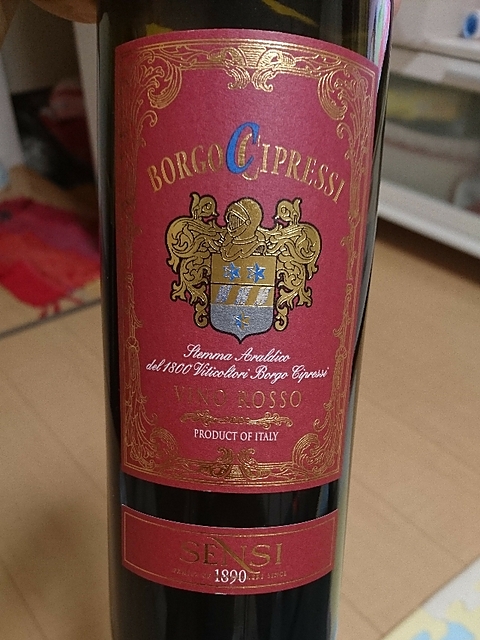 BORGO CIPRESSI
Stemma Araldico
del 1800 Viticoltori Borgo Cipressi
VINO ROSSO
PRODUCT OF ITALY
SENSI
1890